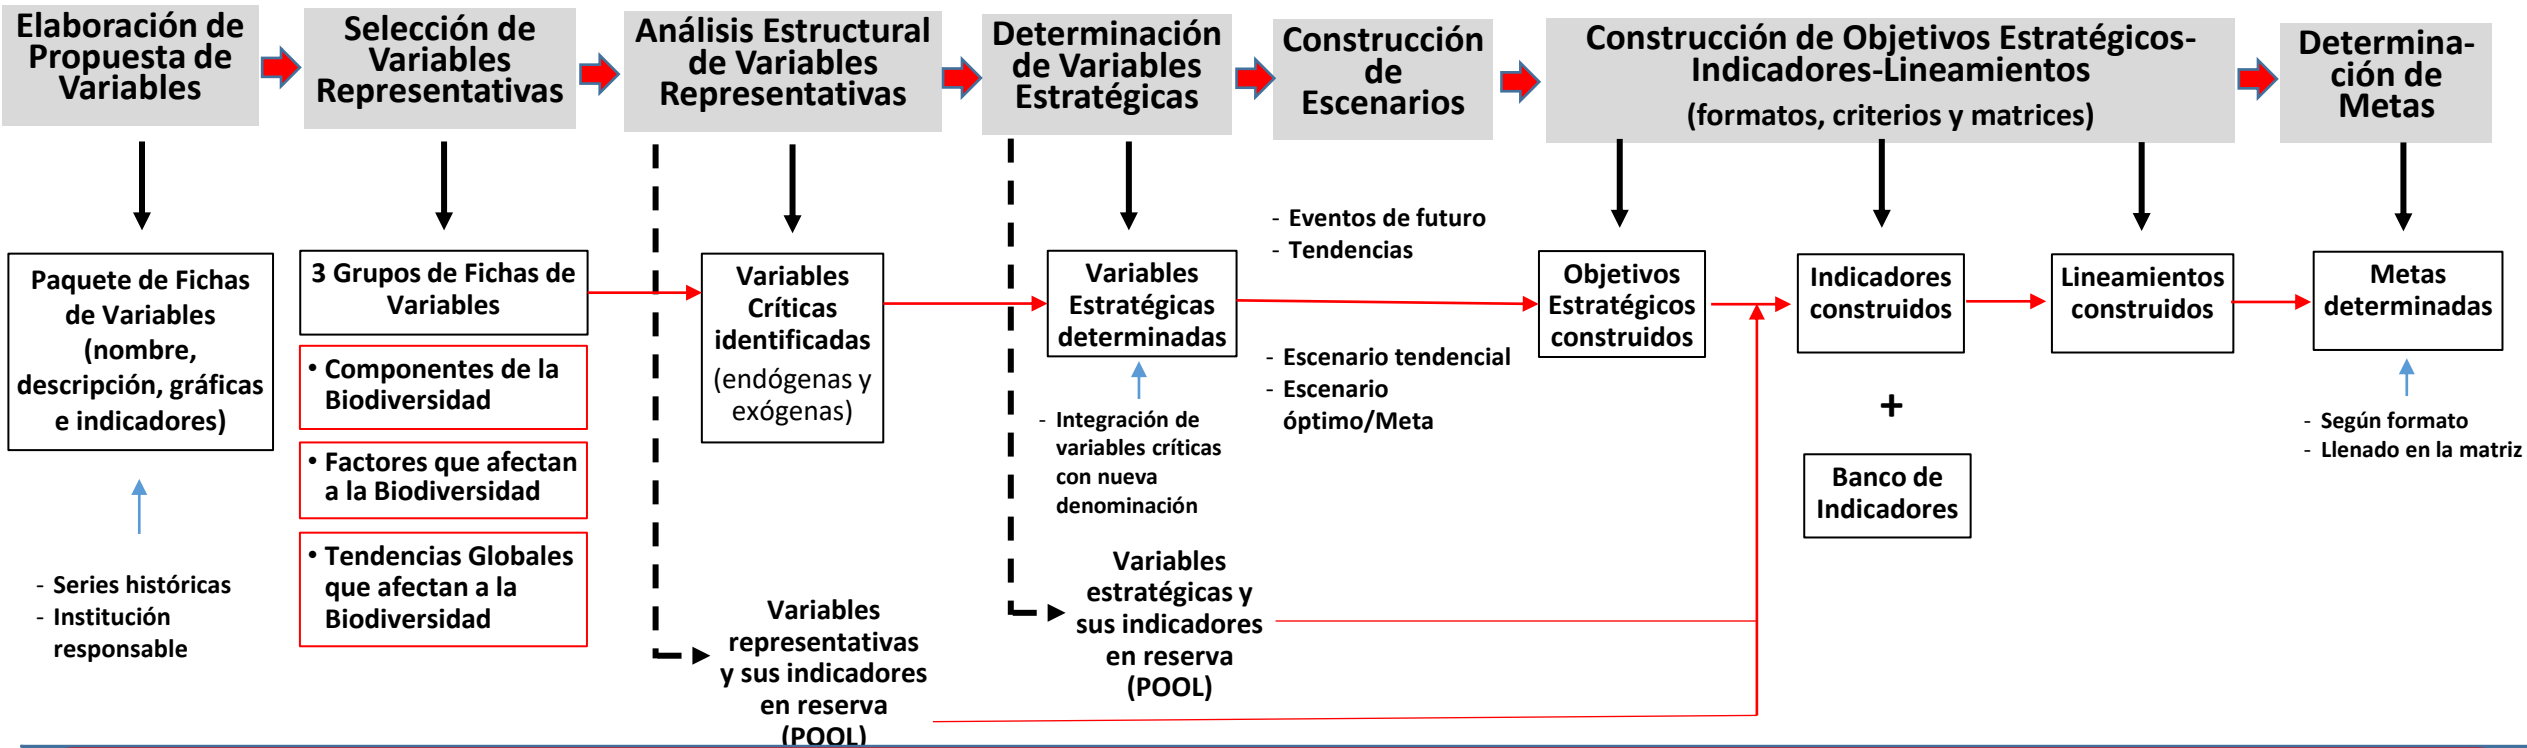 Elaboración de
Propuesta de
Variables
Selección de
Variables
Representativas
Análisis Estructural
de Variables
Representativas
Determinación
de Variables
Estratégicas
Construcción
de
Escenarios
Construcción de Objetivos Estratégicos-
Indicadores-Lineamientos
(formatos, criterios y matrices)
Determina-
ción de
Metas
Paquete de Fichas
de Variables
(nombre,
descripción, gráficas
e indicadores)
- Series históricas
- Institución
responsable
3 Grupos de Fichas de
Variables
• Componentes de la
Biodiversidad
• Factores que afectan
a la Biodiversidad
• Tendencias Globales
que afectan a la
Biodiversidad
Variables
Críticas
identificadas
(endógenas y
exógenas)
Variables
representativas
y sus indicadores
en reserva
(POOL)
Variables
Estratégicas
determinadas
- Integración de
variables críticas
con nueva
denominación
Variables
estratégicas y
sus indicadores
en reserva
(POOL)
- Eventos de futuro
- Tendencias
- Escenario tendencial
- Escenario
óptimo/Meta
Objetivos
Estratégicos
construidos
Indicadores
construidos
+
Banco de
Indicadores
Lineamientos
construidos
Metas
determinadas
- Según formato
- Llenado en la matriz